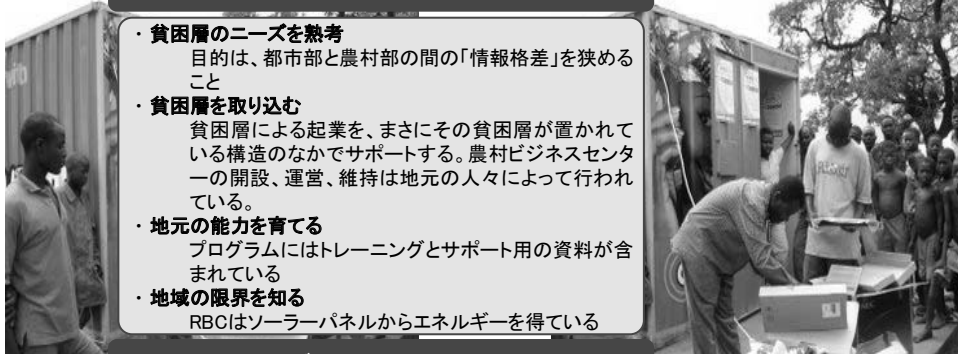 ・貧困層のニーズを熟考
目的は、都市部と農村部の間の「情報格差」を狭める
こと
・貧困層を取り込む
貧困層による起業を、まさにその貧困層が置かれて
いる構造のなかでサポートする。農村ビジネスセンタ
ーの開設、運営、維持は地元の人々によって行われ
ている。
・地元の能力を育てる
プログラムにはトレーニングとサポート用の資料が含
まれている
・地域の限界を知る
RBCはソーラーパネルからエネルギーを得ている